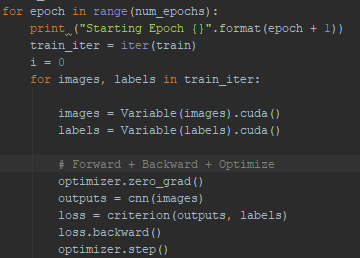 for epoch in range(num_epochs):
    print ("Starting Epoch {}".format(epoch + 1))
    train_iter = iter(train)
    i = 0
    for images, labels in train_iter:
        images = Variable(images).cuda()
        labels = Variable(labels).cuda()
        # Forward + Backward + Optimize
        optimizer.zero_grad()
        outputs = cnn(images)
        loss = criterion(outputs, labels)
        loss.backward()
        optimizer.step()